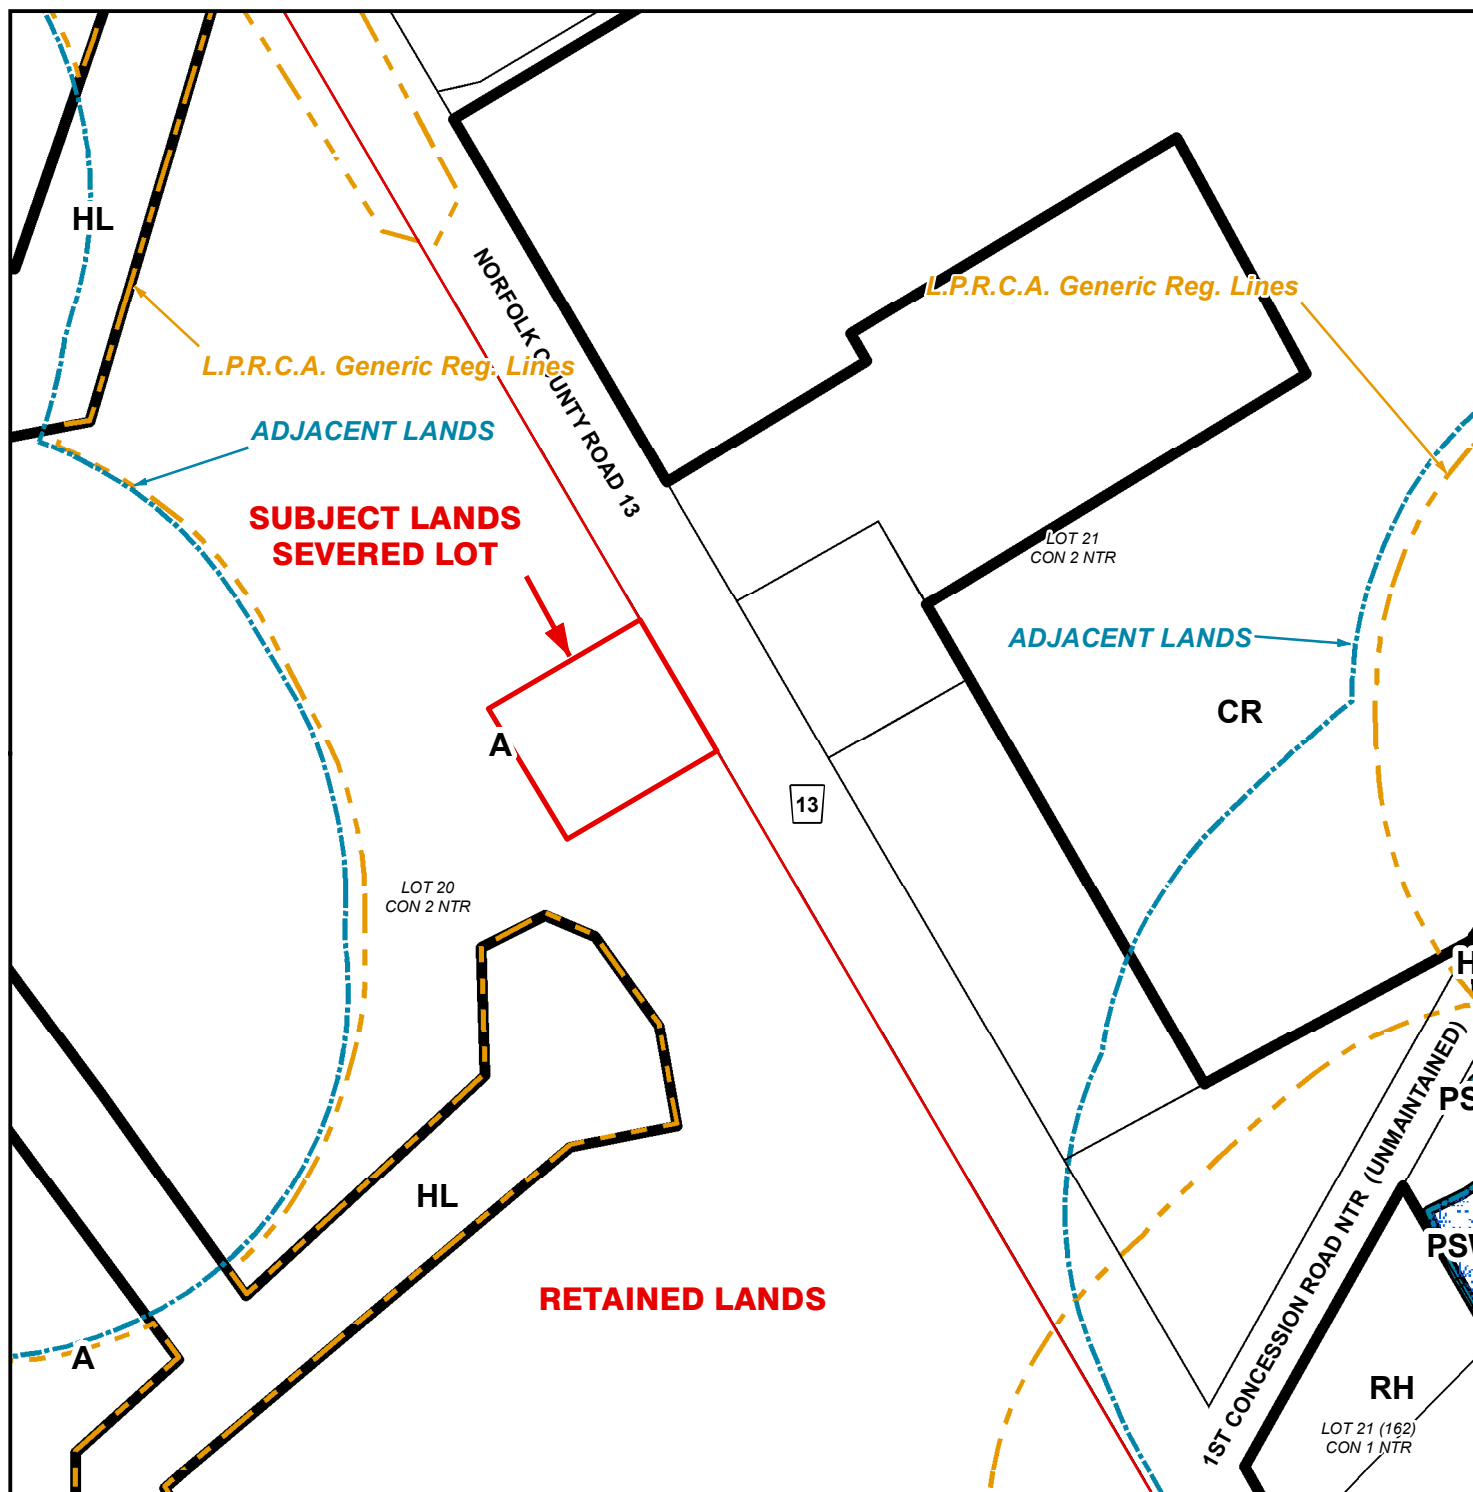 HL
NORFOLK COUNTY ROAD 13
L.P.R.C.A. Generic Reg. Lines
L.P.R.C.A. Generic Reg. Lines
ADJACENT LANDS
SUBJECT LANDS
SEVERED LOT
LOT 21
CON 2 NTR
ADJACENT LANDS
CR
A
13
LOT 20
CON 2 NTR
H
1ST CONCESSION ROAD NTR (UNMAINTAINED)
PS
HL
PSW
RETAINED LANDS
A
RH
LOT 21 (162)
CON 1 NTR